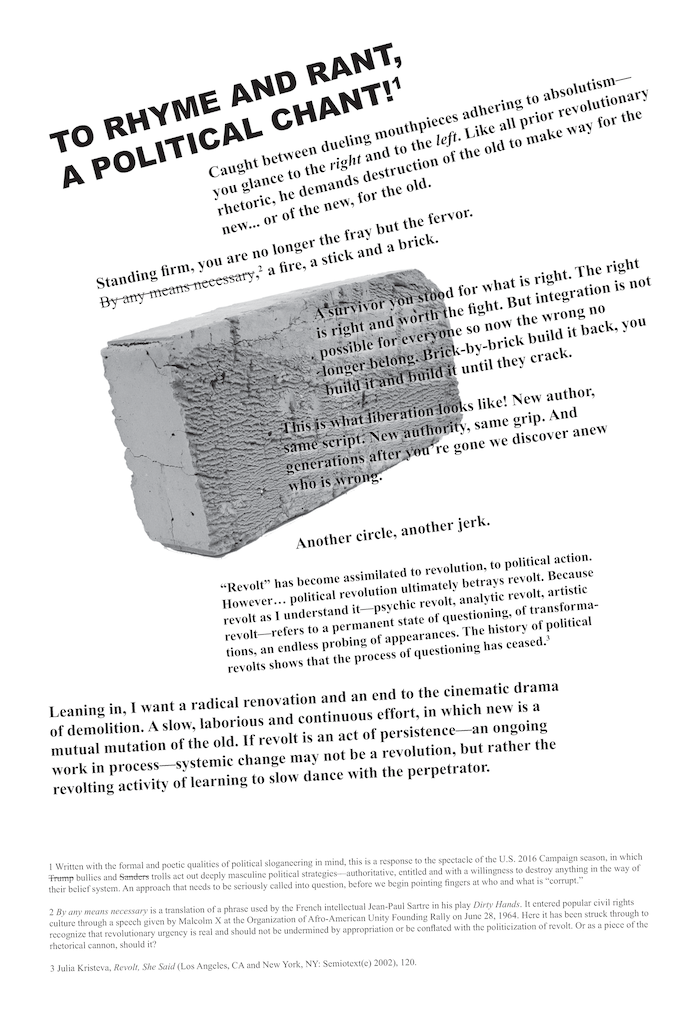 TO RHYME AND RANT,
A POLITICAL CHANT!¹
Caught between dueling mouthpieces adhering to absolutism—
you glance to the right and to the left. Like all prior revolutionary
rhetoric, he demands destruction of the old to make way for the
new... or of the new, for the old.
Standing firm, you are no longer the fray but the fervor.
By any means necessary,² a fire, a stick and a brick.
A survivor you stood for what is right. The right
is right and worth the fight. But integration is not
possible for everyone so now the wrong no
longer belong. Brick-by-brick build it back, you
build it and build it until they crack.
This is what liberation looks like! New author,
same script. New authority, same grip. And
generations after you're gone we discover anew
who is wrong.
Another circle, another jerk.
“Revolt” has become assimilated to revolution, to political action.
However… political revolution ultimately betrays revolt. Because
revolt as I understand it—psychic revolt, analytic revolt, artistic
revolt—refers to a permanent state of questioning, of transforma-
tions, an endless probing of appearances. The history of political
revolts shows that the process of questioning has ceased.³
Leaning in, I want a radical renovation and an end to the cinematic drama
of demolition. A slow, laborious and continuous effort, in which new is a
mutual mutation of the old. If revolt is an act of persistence—an ongoing
work in process—systemic change may not be a revolution, but rather the
revolting activity of learning to slow dance with the perpetrator.
1 Written with the formal and poetic qualities of political sloganeering in mind, this is a response to the spectacle of the U.S. 2016 Campaign season, in which
Trump bullies and Sanders trolls act out deeply masculine political strategies—authoritative, entitled and with a willingness to destroy anything in the way of
their belief system. An approach that needs to be seriously called into question, before we begin pointing fingers at who and what is “corrupt.”
2 By any means necessary is a translation of a phrase used by the French intellectual Jean-Paul Sartre in his play Dirty Hands. It entered popular civil rights
culture through a speech given by Malcolm X at the Organization of Afro-American Unity Founding Rally on June 28, 1964. Here it has been struck through to
recognize that revolutionary urgency is real and should not be undermined by appropriation or be conflated with the politicization of revolt. Or as a piece of the
rhetorical cannon, should it?
3 Julia Kristeva, Revolt, She Said (Los Angeles, CA and New York, NY: Semiotext(e) 2002), 120.